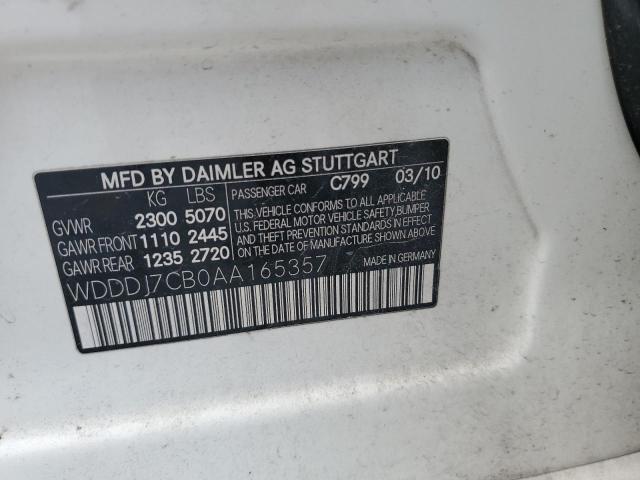 MFD BY DAIMLER AG STUTTGART
KG LBS PASSENGER CAR C799 03/10
GVWR 2300 5070
GAWR FRONT 1110 2445
GAWR REAR 1235 2720
THIS VEHICLE CONFORMS TO ALL APPLICABLE
U.S. FEDERAL MOTOR VEHICLE SAFETY, BUMPER
AND THEFT PREVENTION STANDARDS IN EFFECT
ON THE DATE OF MANUFACTURE SHOWN ABOVE.
WDDDJ7CB0AA165357 MADE IN GERMANY